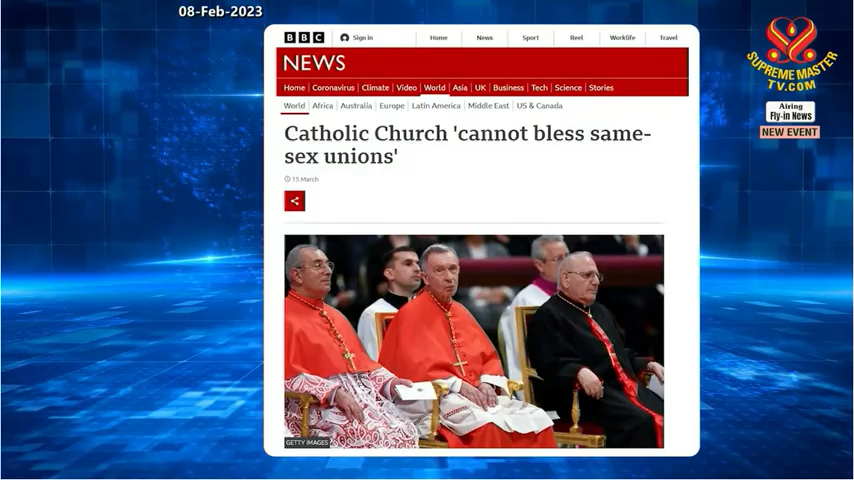 08-Feb-2023
BBC
Sign in
Home
News
Sport
Reel
Worklife
Travel
NEWS
Home
Coronavirus
Climate
Video
World
Asia
UK
Business
Tech
Science
Stories
World
Africa
Australia
Europe
Latin America
Middle East
US & Canada
Catholic Church 'cannot bless same-
sex unions'
15 March
GETTY IMAGES
SUPREME MASTER
TV.COM
Airing
Fly-in News
NEW EVENT